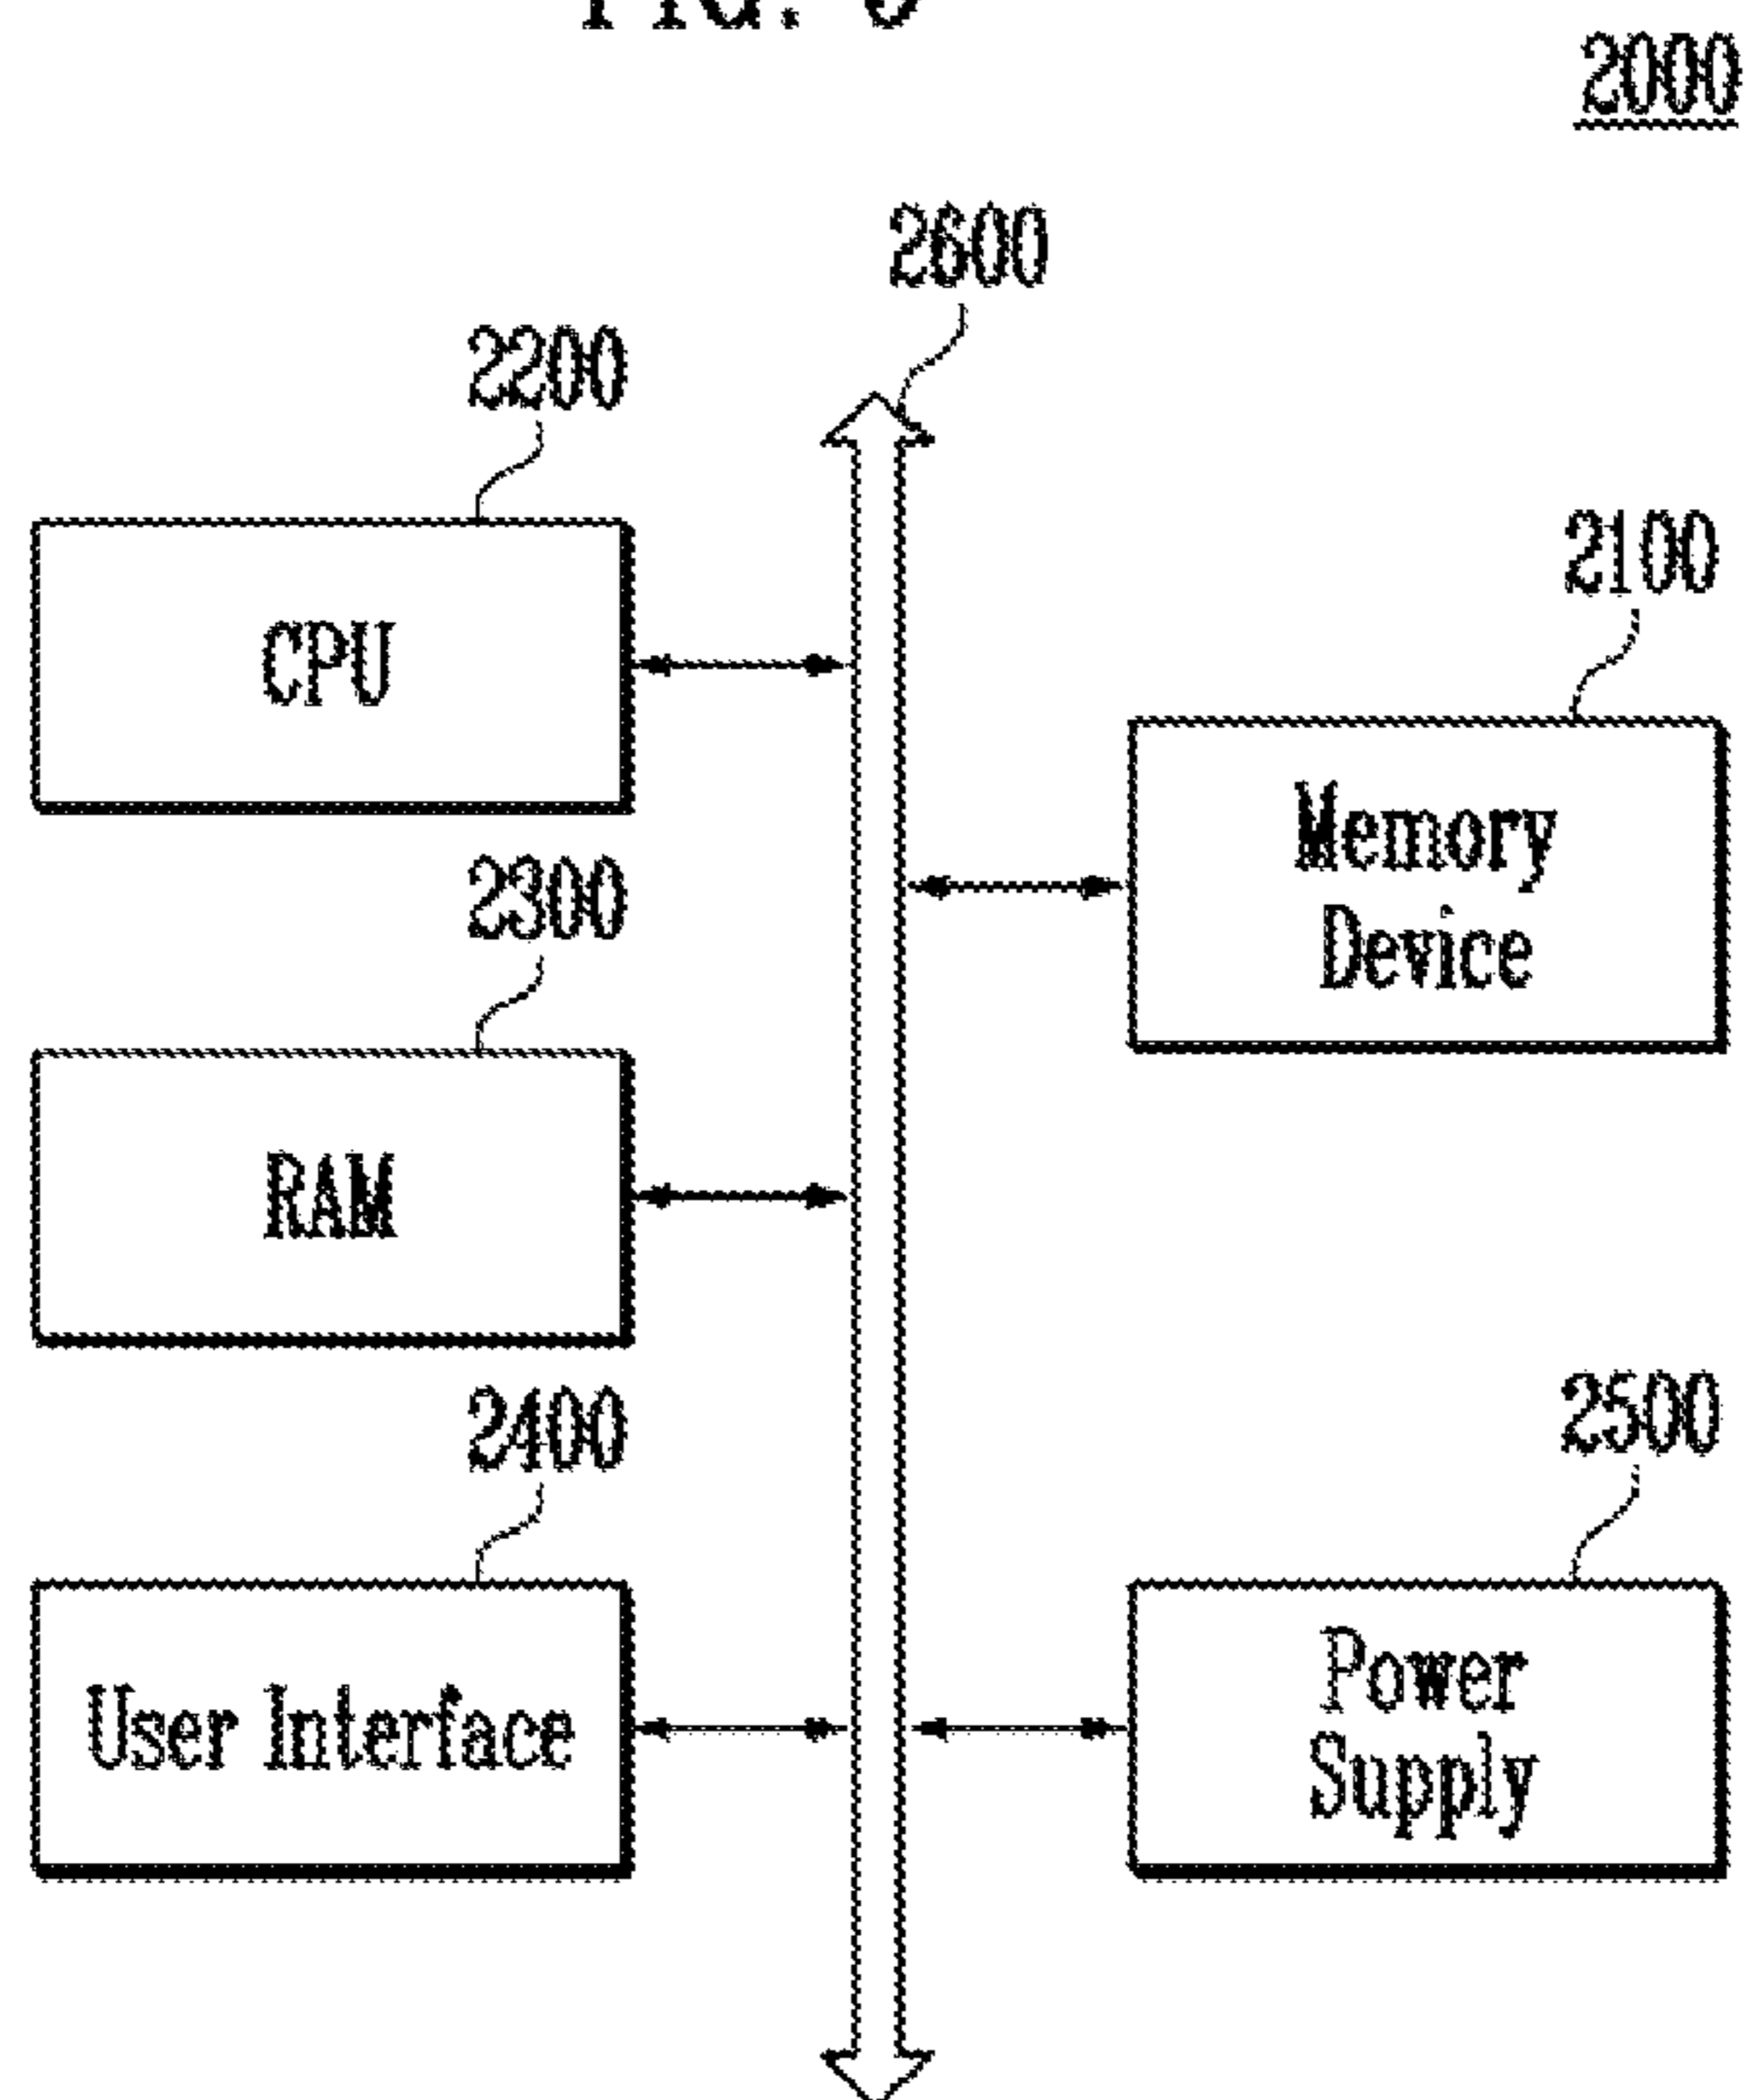 2000
2600
2200
CPU
2100
Memory
Device
2300
RAM
2400
User Interface
2500
Power
Supply